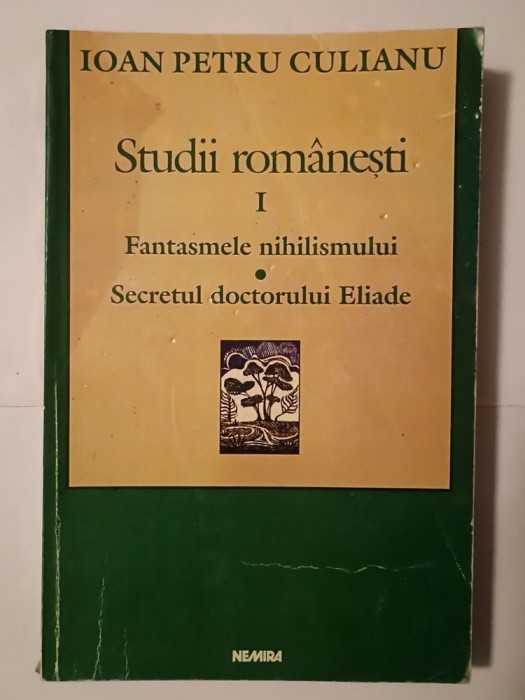 IOAN PETRU CULIANU
Studii românești
I
Fantasmele nihilismului
•
Secretul doctorului Eliade
NEMIRA